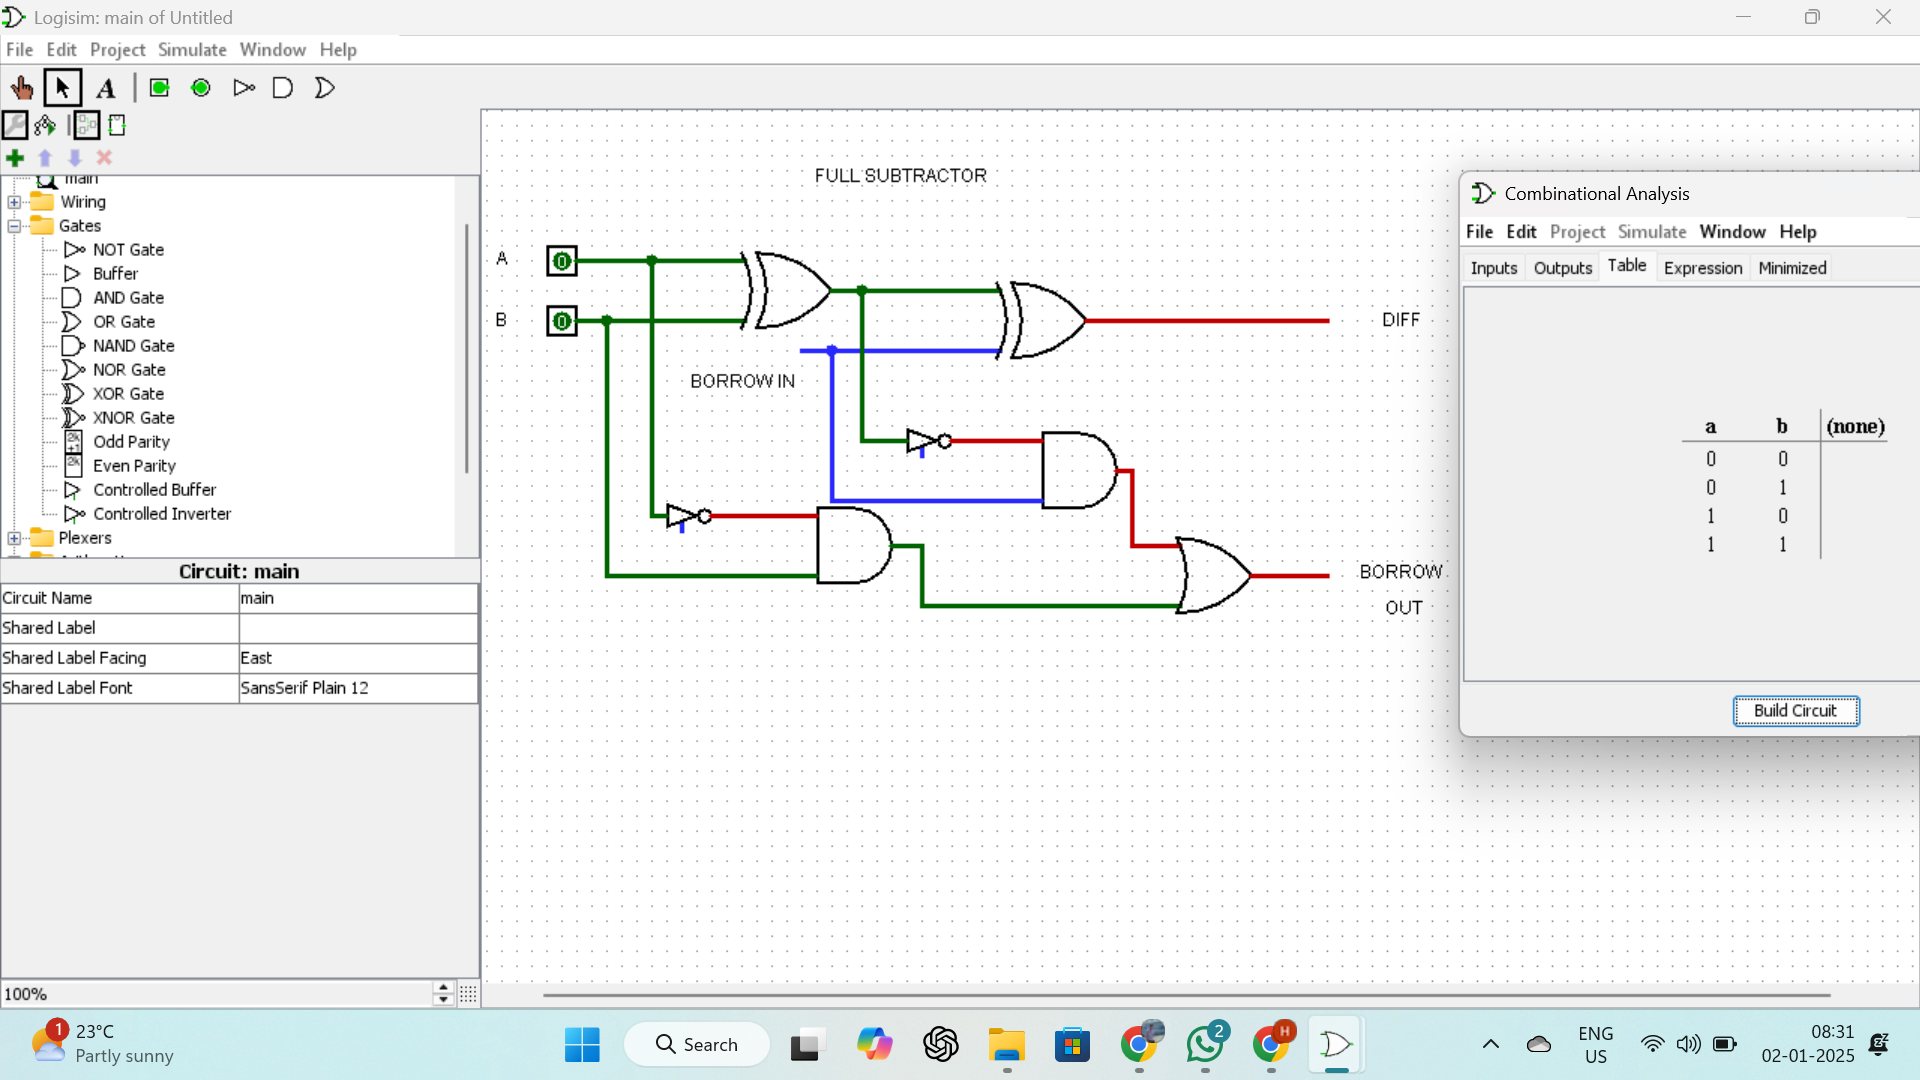 Logisim: main of Untitled
File Edit Project Simulate Window Help
A
main
Wiring
Gates
NOT Gate
Buffer
AND Gate
OR Gate
NAND Gate
NOR Gate
XOR Gate
XNOR Gate
2k+1 Odd Parity
2k Even Parity
Controlled Buffer
Controlled Inverter
Plexers
Circuit: main
Circuit Name main
Shared Label
Shared Label Facing East
Shared Label Font SansSerif Plain 12
100%
FULL SUBTRACTOR
A 0
B 0
BORROW IN
DIFF
BORROW
OUT
Combinational Analysis
File Edit Project Simulate Window Help
Inputs Outputs Table Expression Minimized
a b (none)
0 0
0 1
1 0
1 1
Build Circuit
1
23°C
Partly sunny
Search
2
H
ENG
US
08:31
02-01-2025